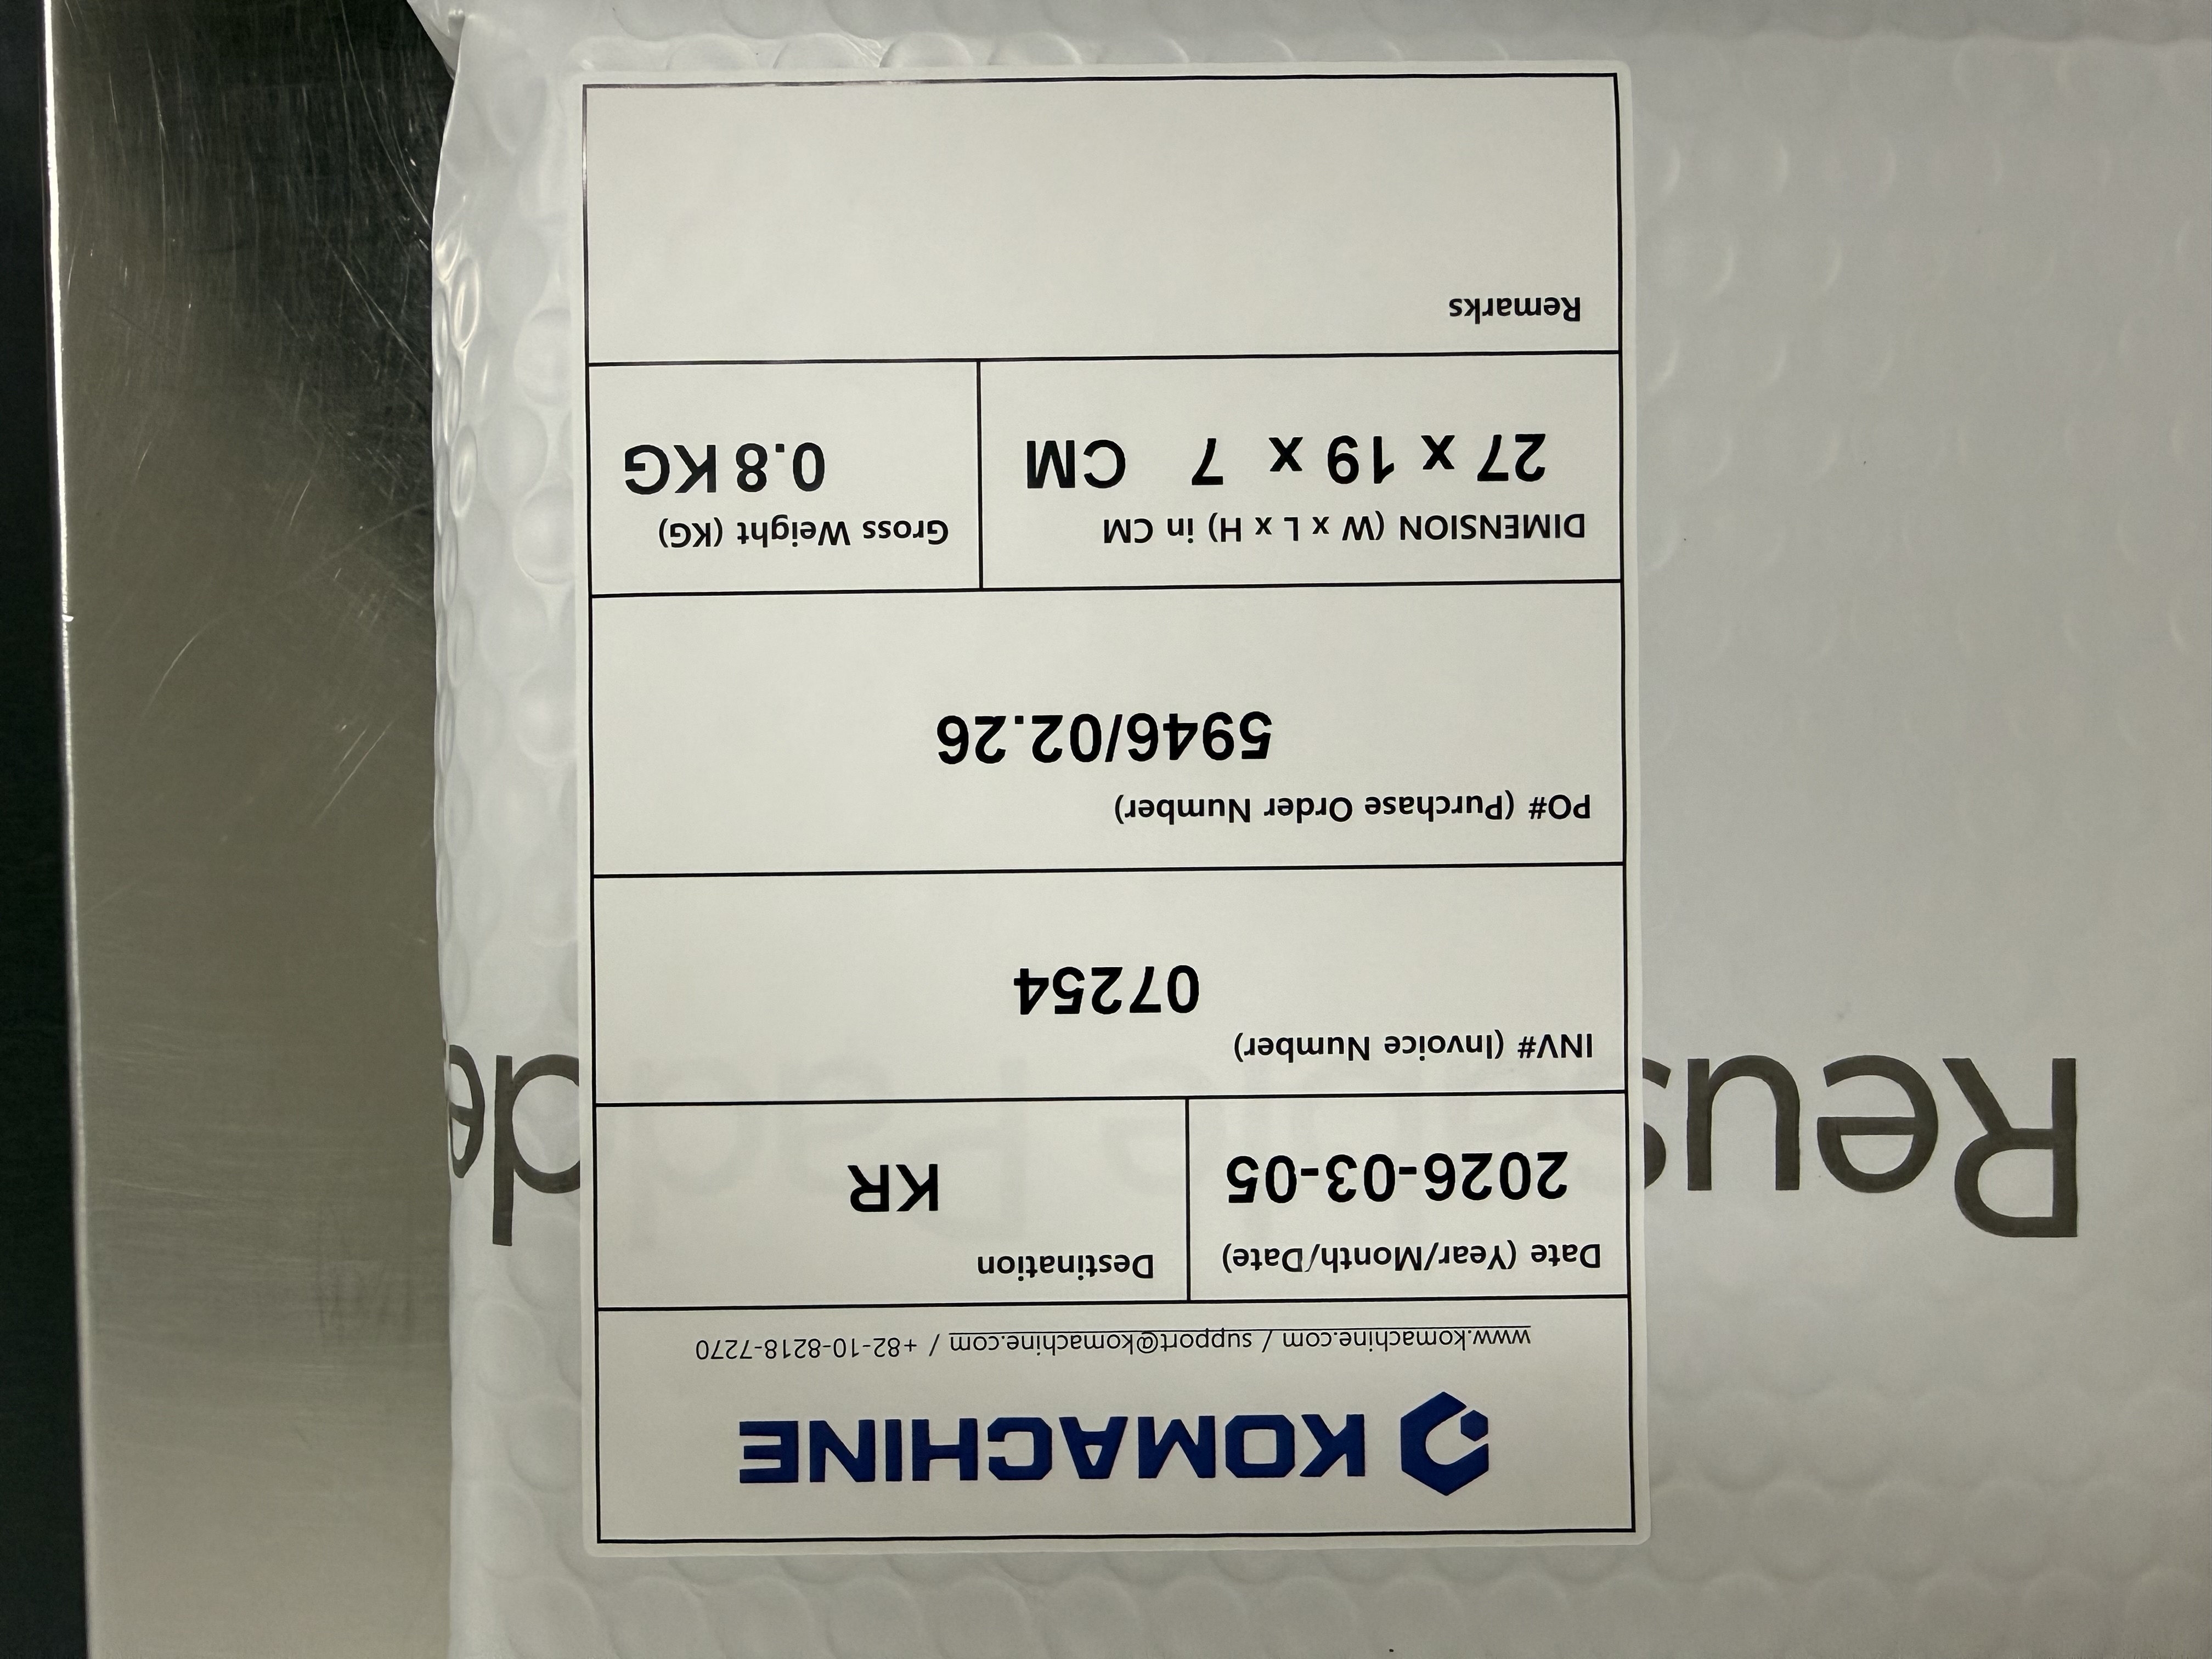 KOMACHINE
www.komachine.com / support@komachine.com / +82-10-8218-7270
Date (Year/Month/Date)
2026-03-05
Destination
KR
INV# (Invoice Number)
07254
PO# (Purchase Order Number)
5946/02.26
DIMENSION (W x L x H) in CM
27 x 19 x 7 CM
Gross Weight (KG)
0.8 KG
Remarks